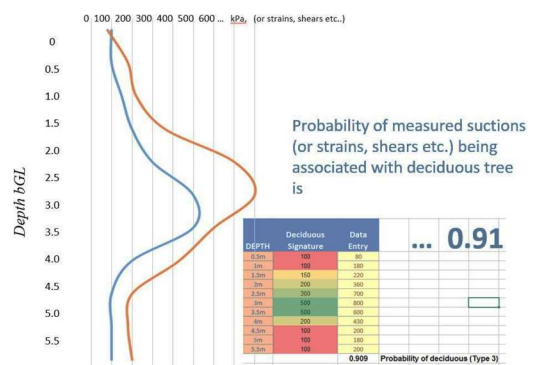 0 100 200 300 400 500 600 ... kPa, (or strains, shears etc..)
0
0.5
1.0
1.5
2.0
2.5
3.0
3.5
4.0
4.5
5.0
5.5
Depth bGL
Probability of measured suctions
(or strains, shears etc.) being
associated with deciduous tree
is
... 0.91
DEPTH Deciduous Signature Data Entry
0.5m 100 80
1m 100 180
1.5m 150 220
2m 200 360
2.5m 300 700
3m 500 800
3.5m 500 600
4m 200 430
4.5m 100 200
5m 100 180
5.5m 100 200
0.909 Probability of deciduous (Type 3)